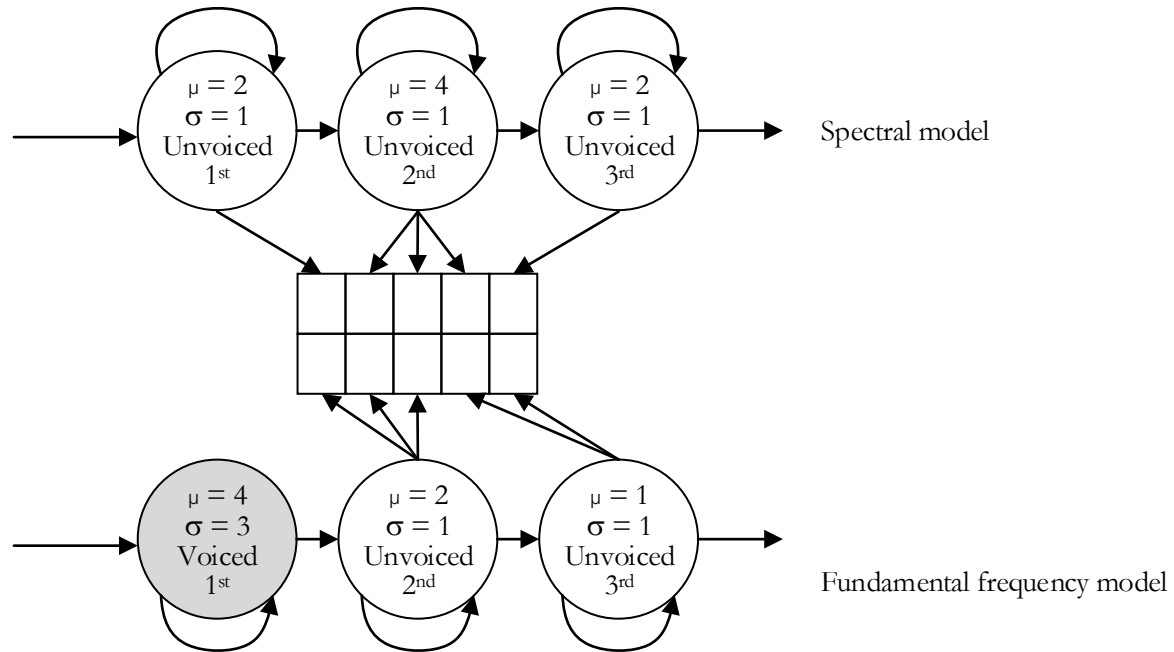 μ = 2
σ = 1
Unvoiced
1st
μ = 4
σ = 1
Unvoiced
2nd
μ = 2
σ = 1
Unvoiced
3rd
Spectral model
μ = 4
σ = 3
Voiced
1st
μ = 2
σ = 1
Unvoiced
2nd
μ = 1
σ = 1
Unvoiced
3rd
Fundamental frequency model